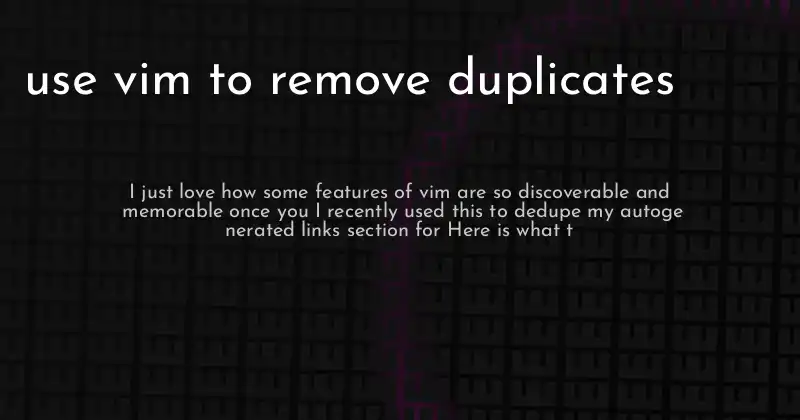 use vim to remove duplicates
I just love how some features of vim are so discoverable and
memorable once you I recently used this to dedupe my autoge
nerated links section for Here is what t